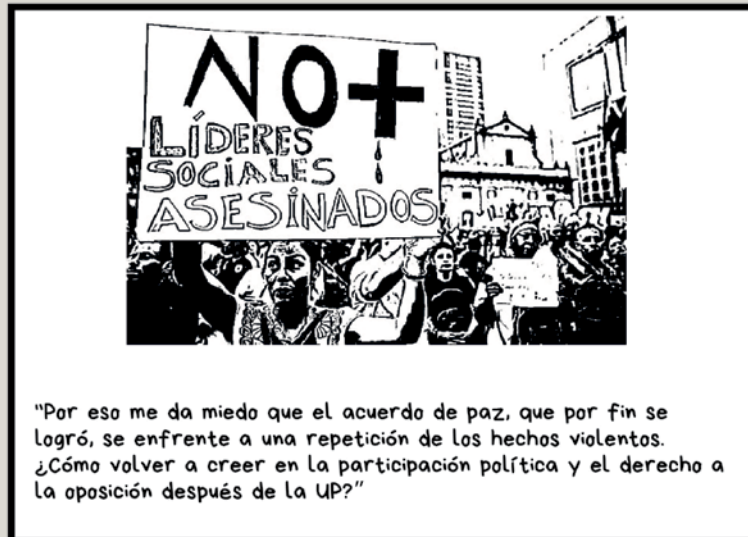 NO+
LÍDERES
SOCIALES
ASESINADOS
"Por eso me da miedo que el acuerdo de paz, que por fin se
logró, se enfrente a una repetición de los hechos violentos.
¿Cómo volver a creer en la participación política y el derecho a
la oposición después de la UP?"